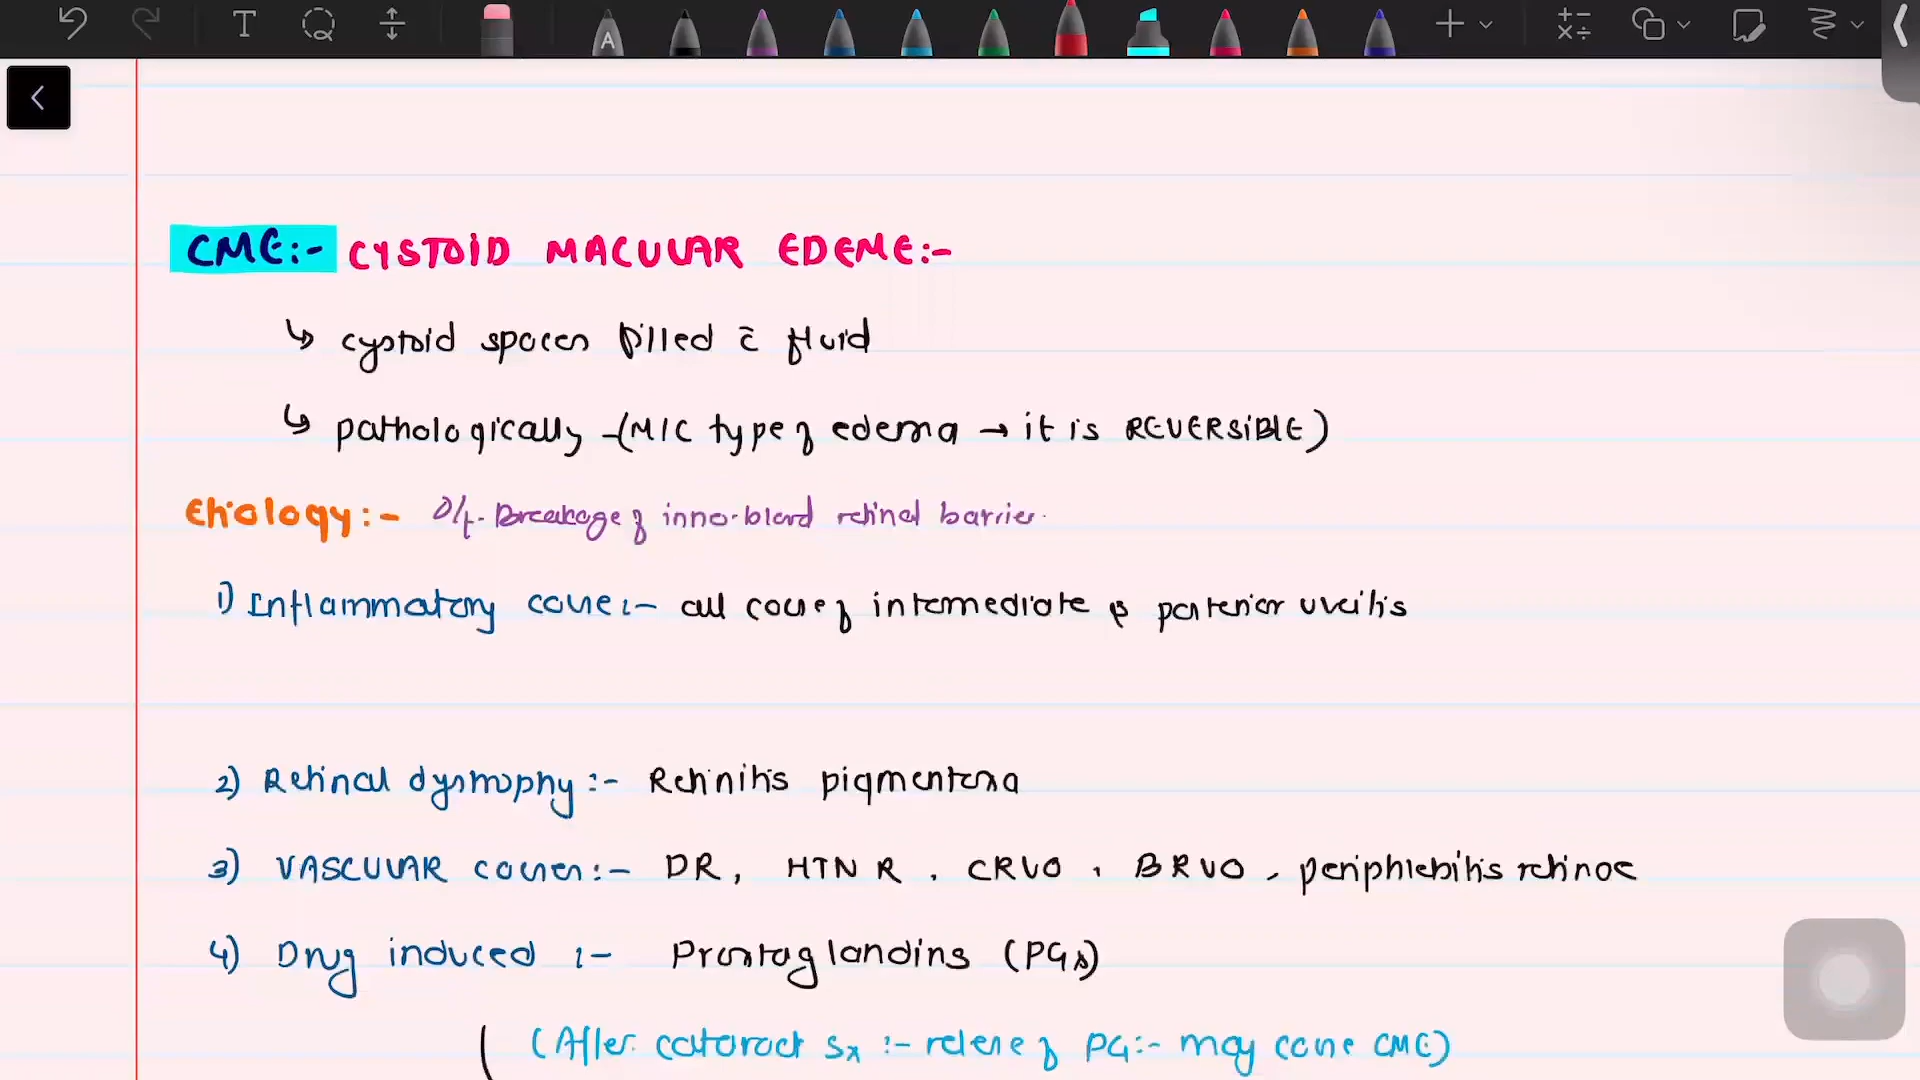 CME:- CYSTOID MACULAR EDEME:-
↳ cystoid spaces filled c̄ fluid
↳ pathologically -(M/C type of edema → it is REVERSIBLE)
Etiology:- D/t. Breakage of inner-blood retinal barrier.
1) Inflammatory cause:- all cause of intermediate & posterior uveitis
2) Retinal dystrophy:- Retinitis pigmentosa
3) VASCULAR causes:- DR, HTN R, CRVO, BRVO, periphlebitis retinae
4) Drug induced :- Prostaglandins (PGs)
(After cataract Sx :- release of PG:- may cause CME)